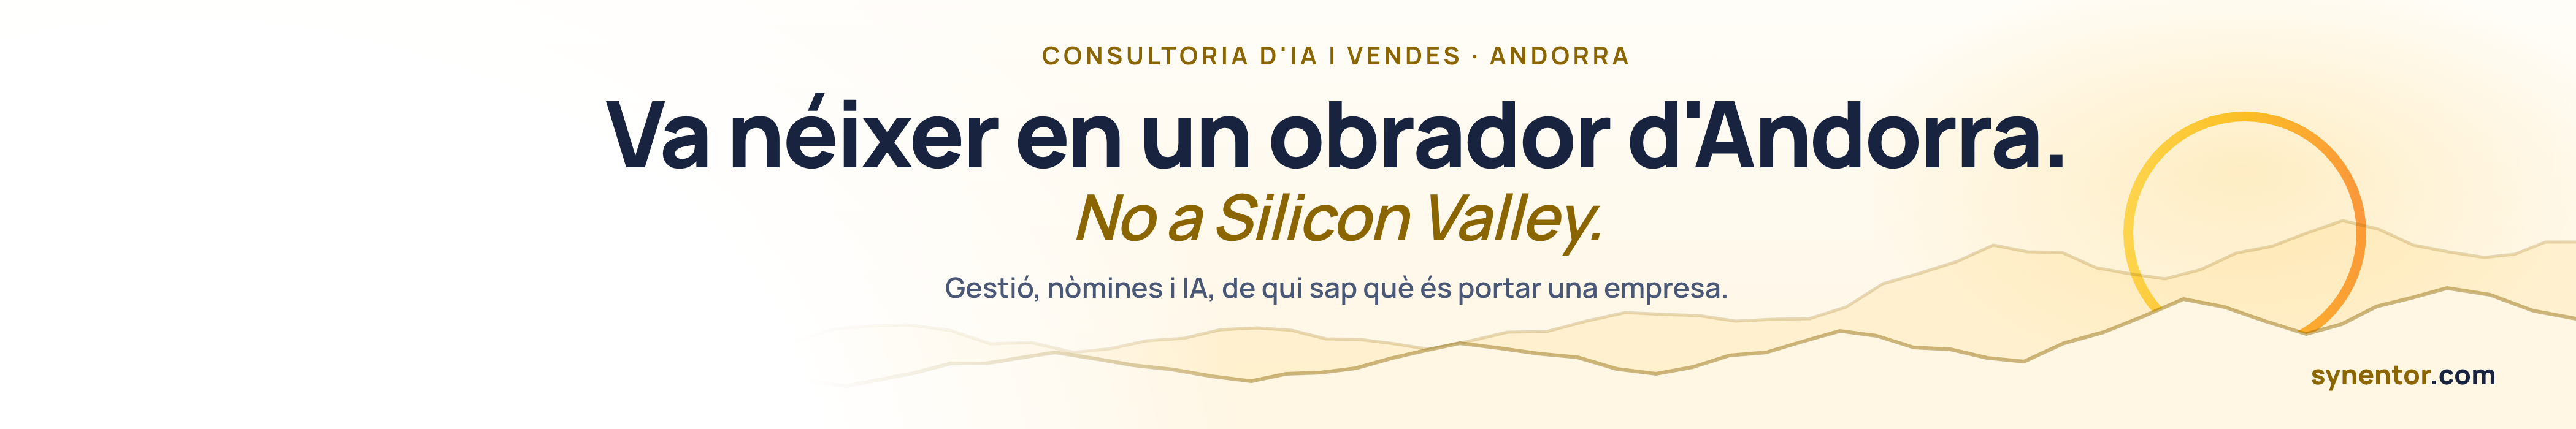 CONSULTORIA D'IA I VENDES · ANDORRA
Va néixer en un obrador d'Andorra.
No a Silicon Valley.
Gestió, nòmines i IA, de qui sap què és portar una empresa.
synentor.com